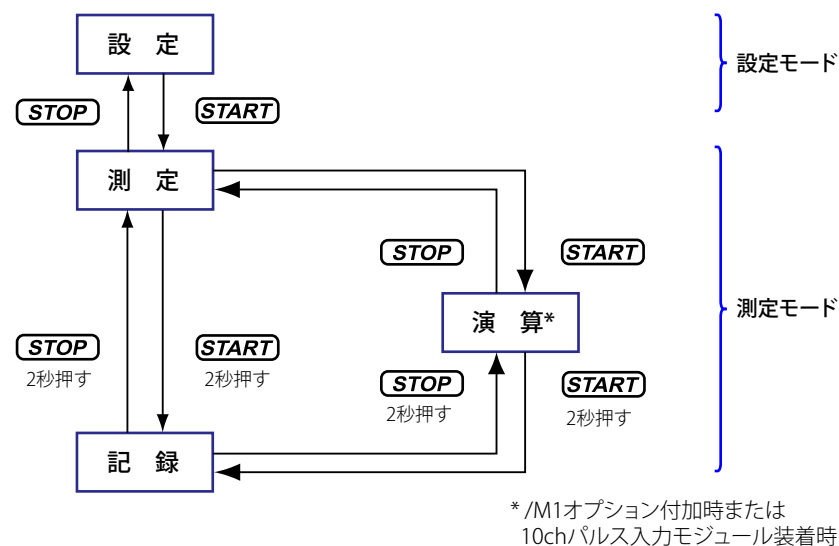 設 定
設定モード
STOP
START
測 定
STOP
START
演 算*
測定モード
STOP
2秒押す
START
2秒押す
STOP
2秒押す
START
2秒押す
記 録
* /M1オプション付加時または
10chパルス入力モジュール装着時